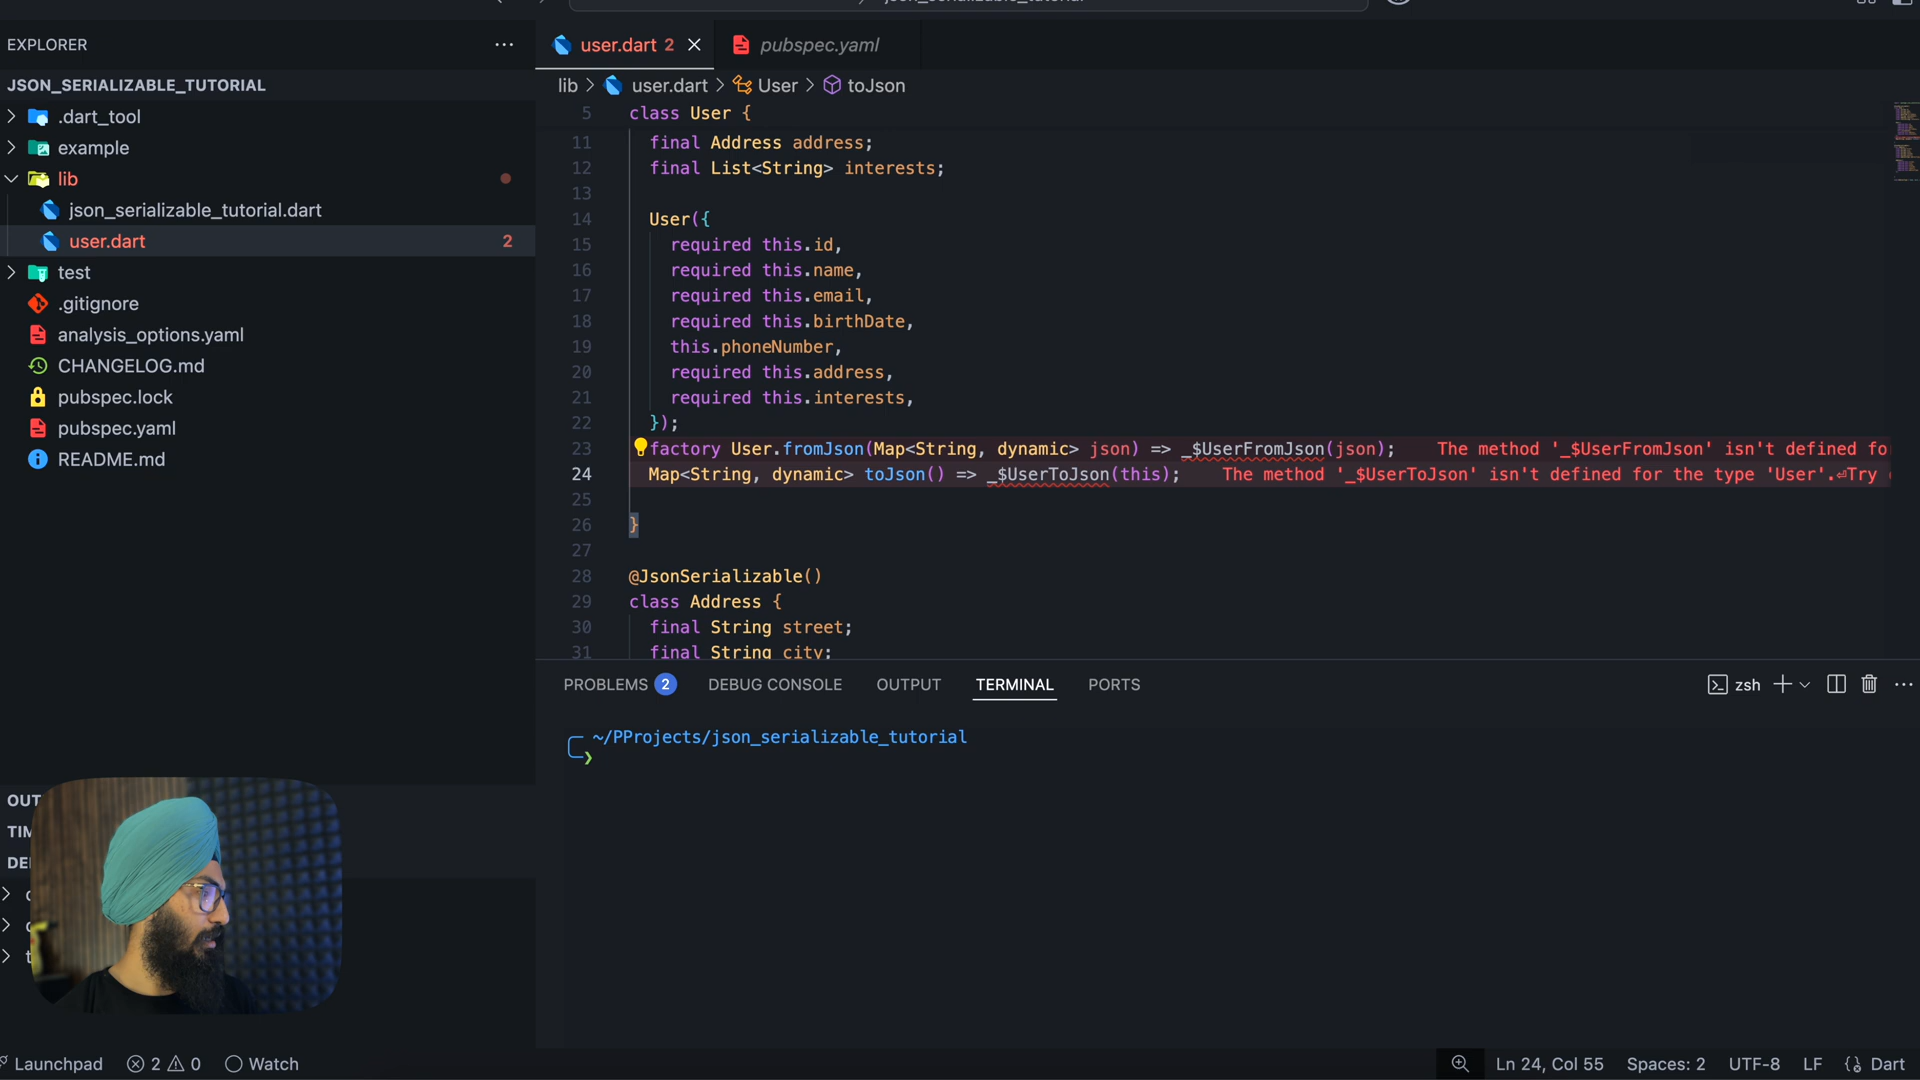 json_serializable_tutorial
EXPLORER
JSON_SERIALIZABLE_TUTORIAL
.dart_tool
example
lib
json_serializable_tutorial.dart
user.dart 2
test
.gitignore
analysis_options.yaml
CHANGELOG.md
pubspec.lock
pubspec.yaml
README.md
OUT
TIM
user.dart 2
pubspec.yaml
lib > user.dart > User > toJson
5 class User {
11 final Address address;
12 final List<String> interests;
13
14 User({
15 required this.id,
16 required this.name,
17 required this.email,
18 required this.birthDate,
19 this.phoneNumber,
20 required this.address,
21 required this.interests,
22 });
23 factory User.fromJson(Map<String, dynamic> json) => _$UserFromJson(json); The method '_$UserFromJson' isn't defined fo
24 Map<String, dynamic> toJson() => _$UserToJson(this); The method '_$UserToJson' isn't defined for the type 'User'.⏎Try
25
26 }
27
28 @JsonSerializable()
29 class Address {
30 final String street;
31 final String city;
PROBLEMS 2 DEBUG CONSOLE OUTPUT TERMINAL PORTS
zsh
~/PProjects/json_serializable_tutorial
❯
Launchpad 2 0 Watch
Ln 24, Col 55 Spaces: 2 UTF-8 LF {} Dart